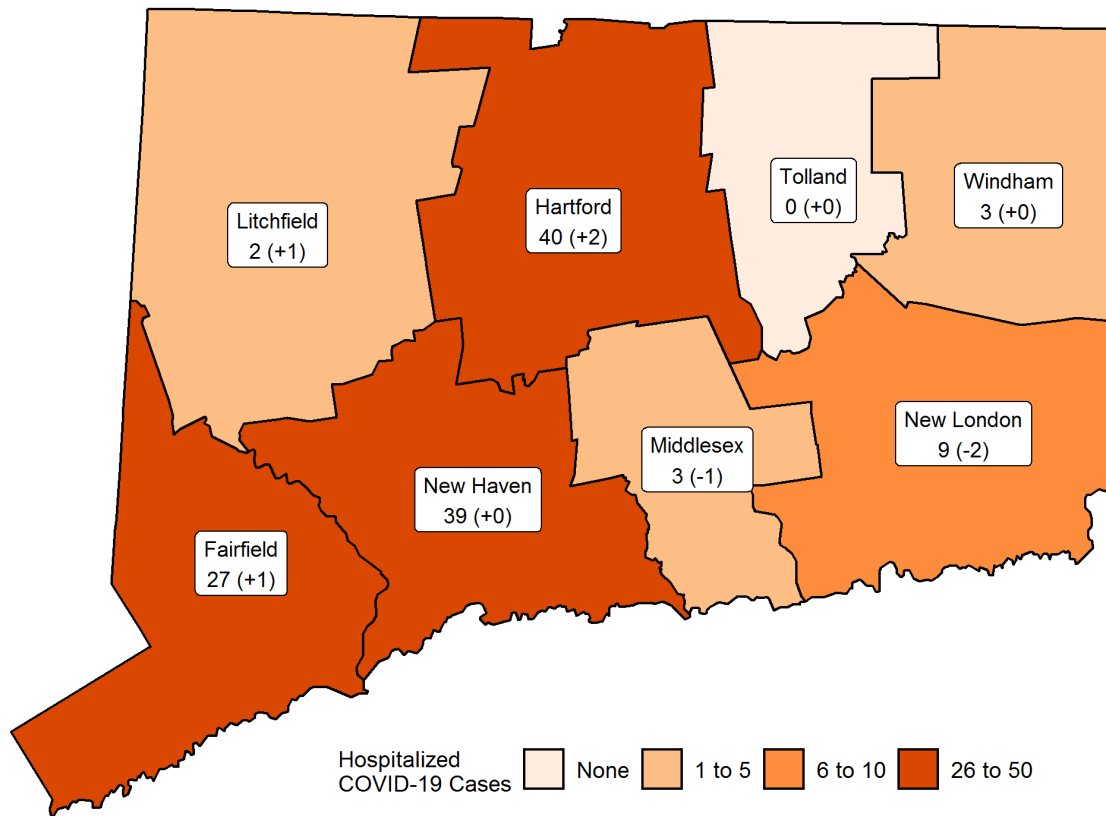 Tolland
0 (+0)
Windham
3 (+0)
Litchfield
2 (+1)
Hartford
40 (+2)
New London
9 (-2)
Middlesex
3 (-1)
New Haven
39 (+0)
Fairfield
27 (+1)
Hospitalized
COVID-19 Cases
None
1 to 5
6 to 10
26 to 50